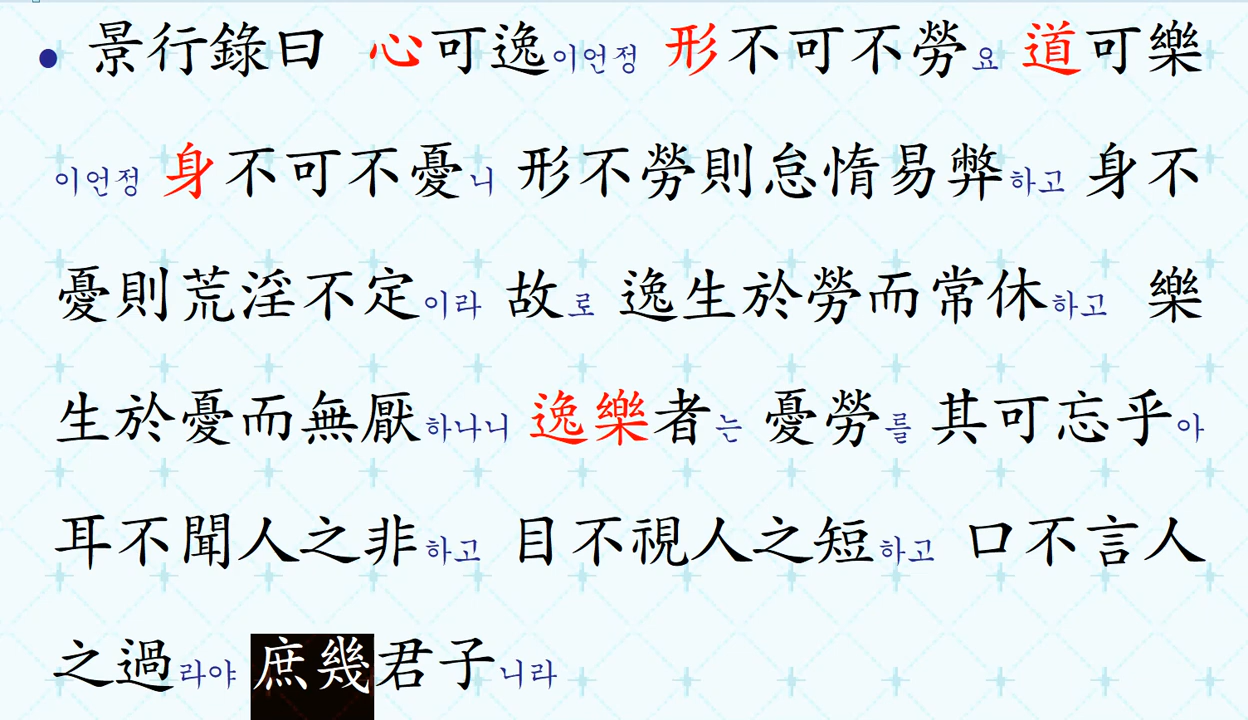 ● 景行錄曰 心可逸이언정 形不可不勞요 道可樂
이언정 身不可不憂니 形不勞則怠惰易弊하고 身不
憂則荒淫不定이라 故로 逸生於勞而常休하고 樂
生於憂而無厭하나니 逸樂者는 憂勞를 其可忘乎아
耳不聞人之非하고 目不視人之短하고 口不言人
之過라야 庶幾君子니라